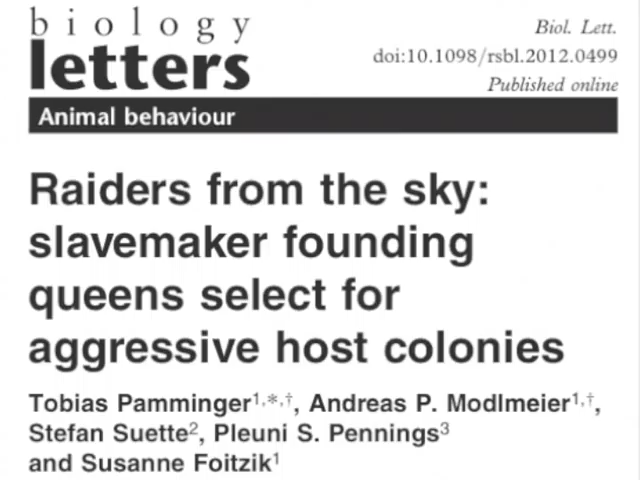 biology
letters
Biol. Lett.
doi:10.1098/rsbl.2012.0499
Published online
Animal behaviour
Raiders from the sky:
slavemaker founding
queens select for
aggressive host colonies
Tobias Pamminger1,*,†, Andreas P. Modlmeier1,†,
Stefan Suette2, Pleuni S. Pennings3
and Susanne Foitzik1